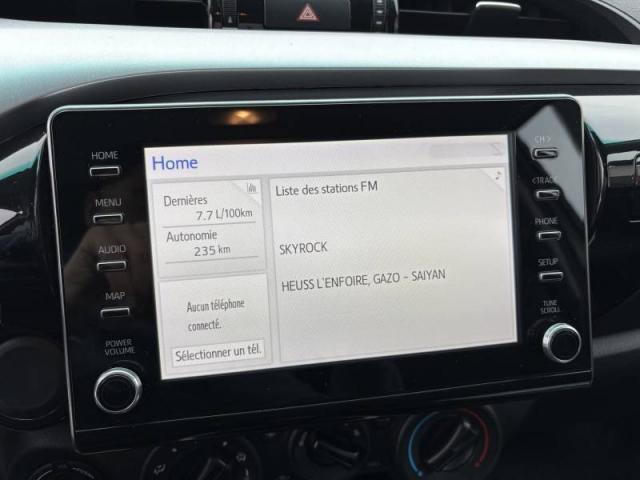 HOME
MENU
AUDIO
MAP
POWER
VOLUME
Home
Dernières
7.7 L/100km
Autonomie
235 km
Aucun téléphone
connecté.
Sélectionner un tél.
Liste des stations FM
SKYROCK
HEUSS L'ENFOIRE, GAZO - SAIYAN
CH >
< TRACK
PHONE
SETUP
TUNE
SCROLL